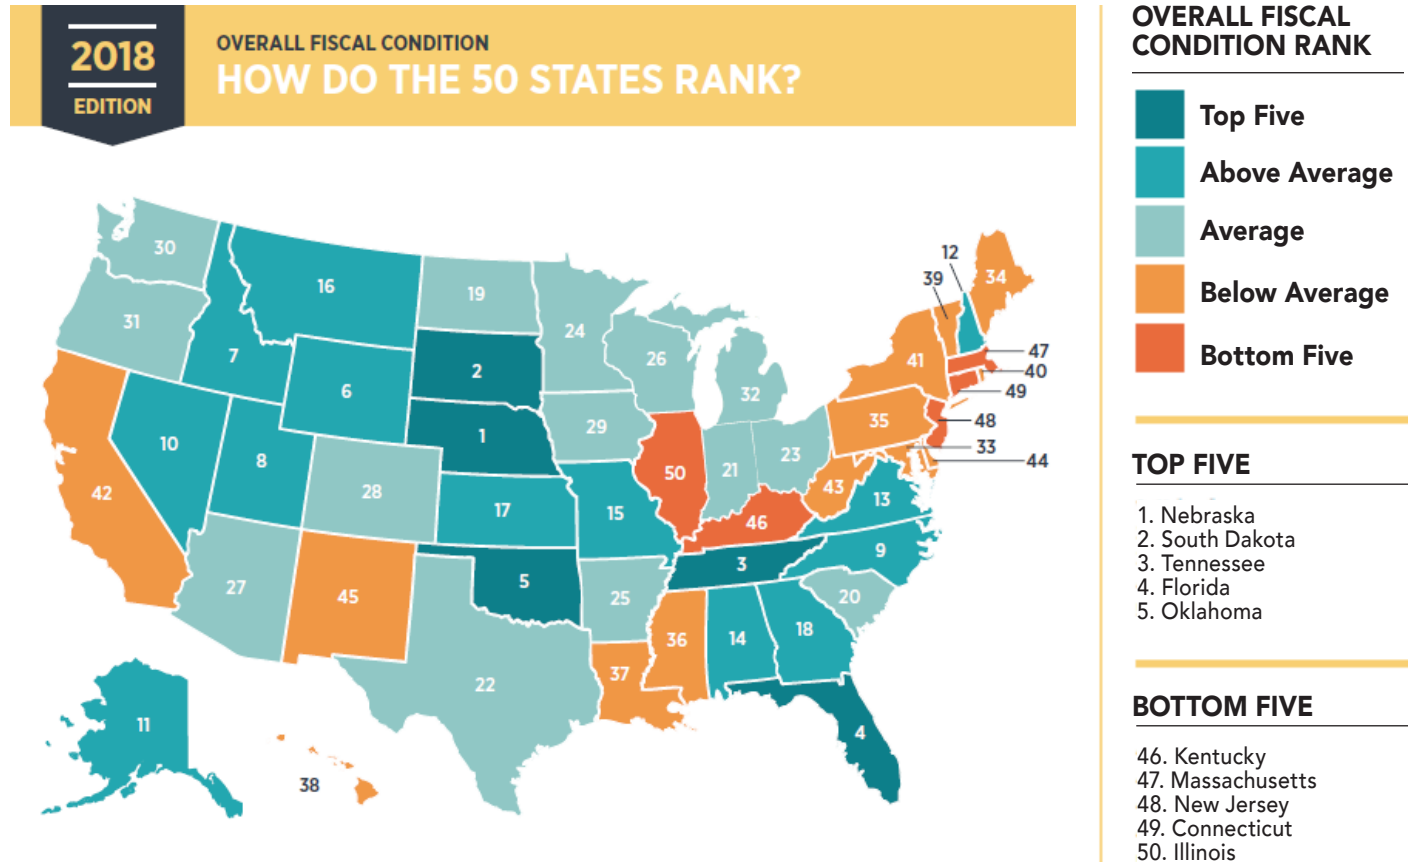 2018
EDITION
OVERALL FISCAL CONDITION
HOW DO THE 50 STATES RANK?
OVERALL FISCAL
CONDITION RANK
Top Five
Above Average
Average
Below Average
Bottom Five
TOP FIVE
1. Nebraska
2. South Dakota
3. Tennessee
4. Florida
5. Oklahoma
BOTTOM FIVE
46. Kentucky
47. Massachusetts
48. New Jersey
49. Connecticut
50. Illinois
30
16
19
12
39
34
31
24
7
2
26
41
47
40
6
32
49
10
1
29
35
48
8
23
33
21
44
28
50
43
42
17
15
13
46
9
3
5
27
45
25
20
36
14
18
37
22
11
4
38